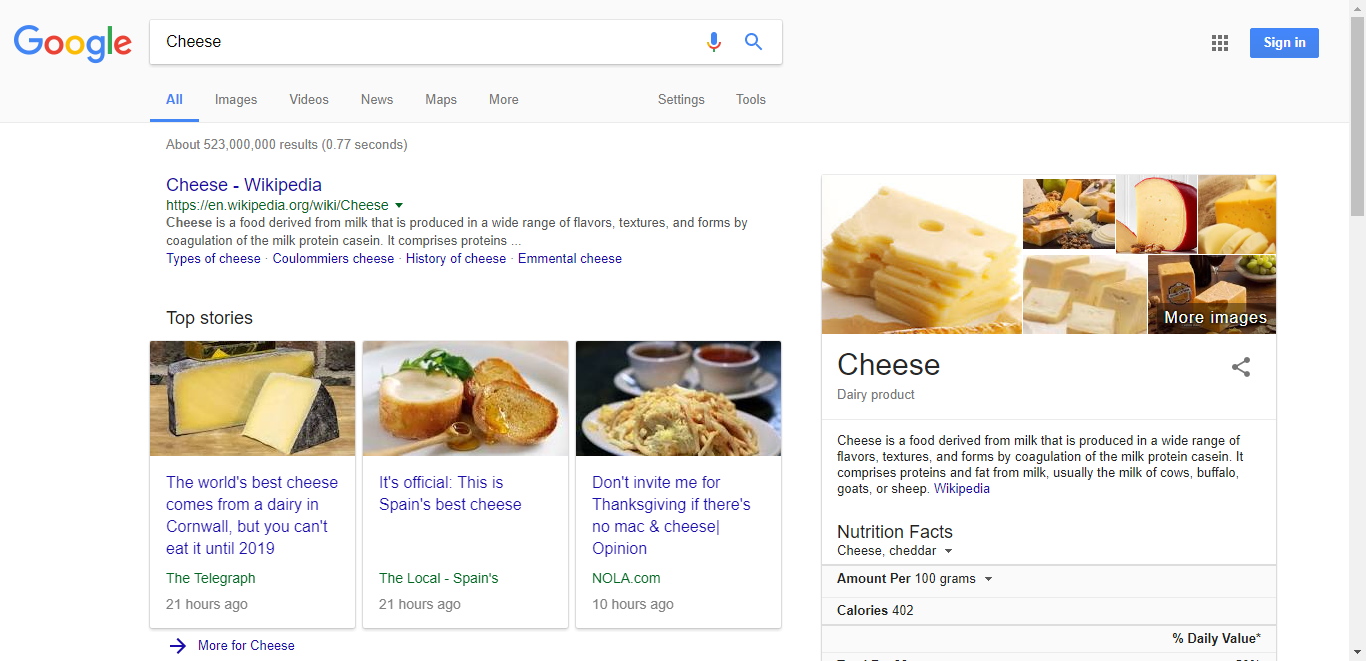 Google
Cheese
Sign in
All Images Videos News Maps More Settings Tools
About 523,000,000 results (0.77 seconds)
Cheese - Wikipedia
https://en.wikipedia.org/wiki/Cheese
Cheese is a food derived from milk that is produced in a wide range of flavors, textures, and forms by
coagulation of the milk protein casein. It comprises proteins ...
Types of cheese · Coulommiers cheese · History of cheese · Emmental cheese
Top stories
The world's best cheese
comes from a dairy in
Cornwall, but you can't
eat it until 2019
The Telegraph
21 hours ago
It's official: This is
Spain's best cheese
The Local - Spain's
21 hours ago
Don't invite me for
Thanksgiving if there's
no mac & cheese|
Opinion
NOLA.com
10 hours ago
More for Cheese
More images
Cheese
Dairy product
Cheese is a food derived from milk that is produced in a wide range of
flavors, textures, and forms by coagulation of the milk protein casein. It
comprises proteins and fat from milk, usually the milk of cows, buffalo,
goats, or sheep. Wikipedia
Nutrition Facts
Cheese, cheddar
Amount Per 100 grams
Calories 402
% Daily Value*